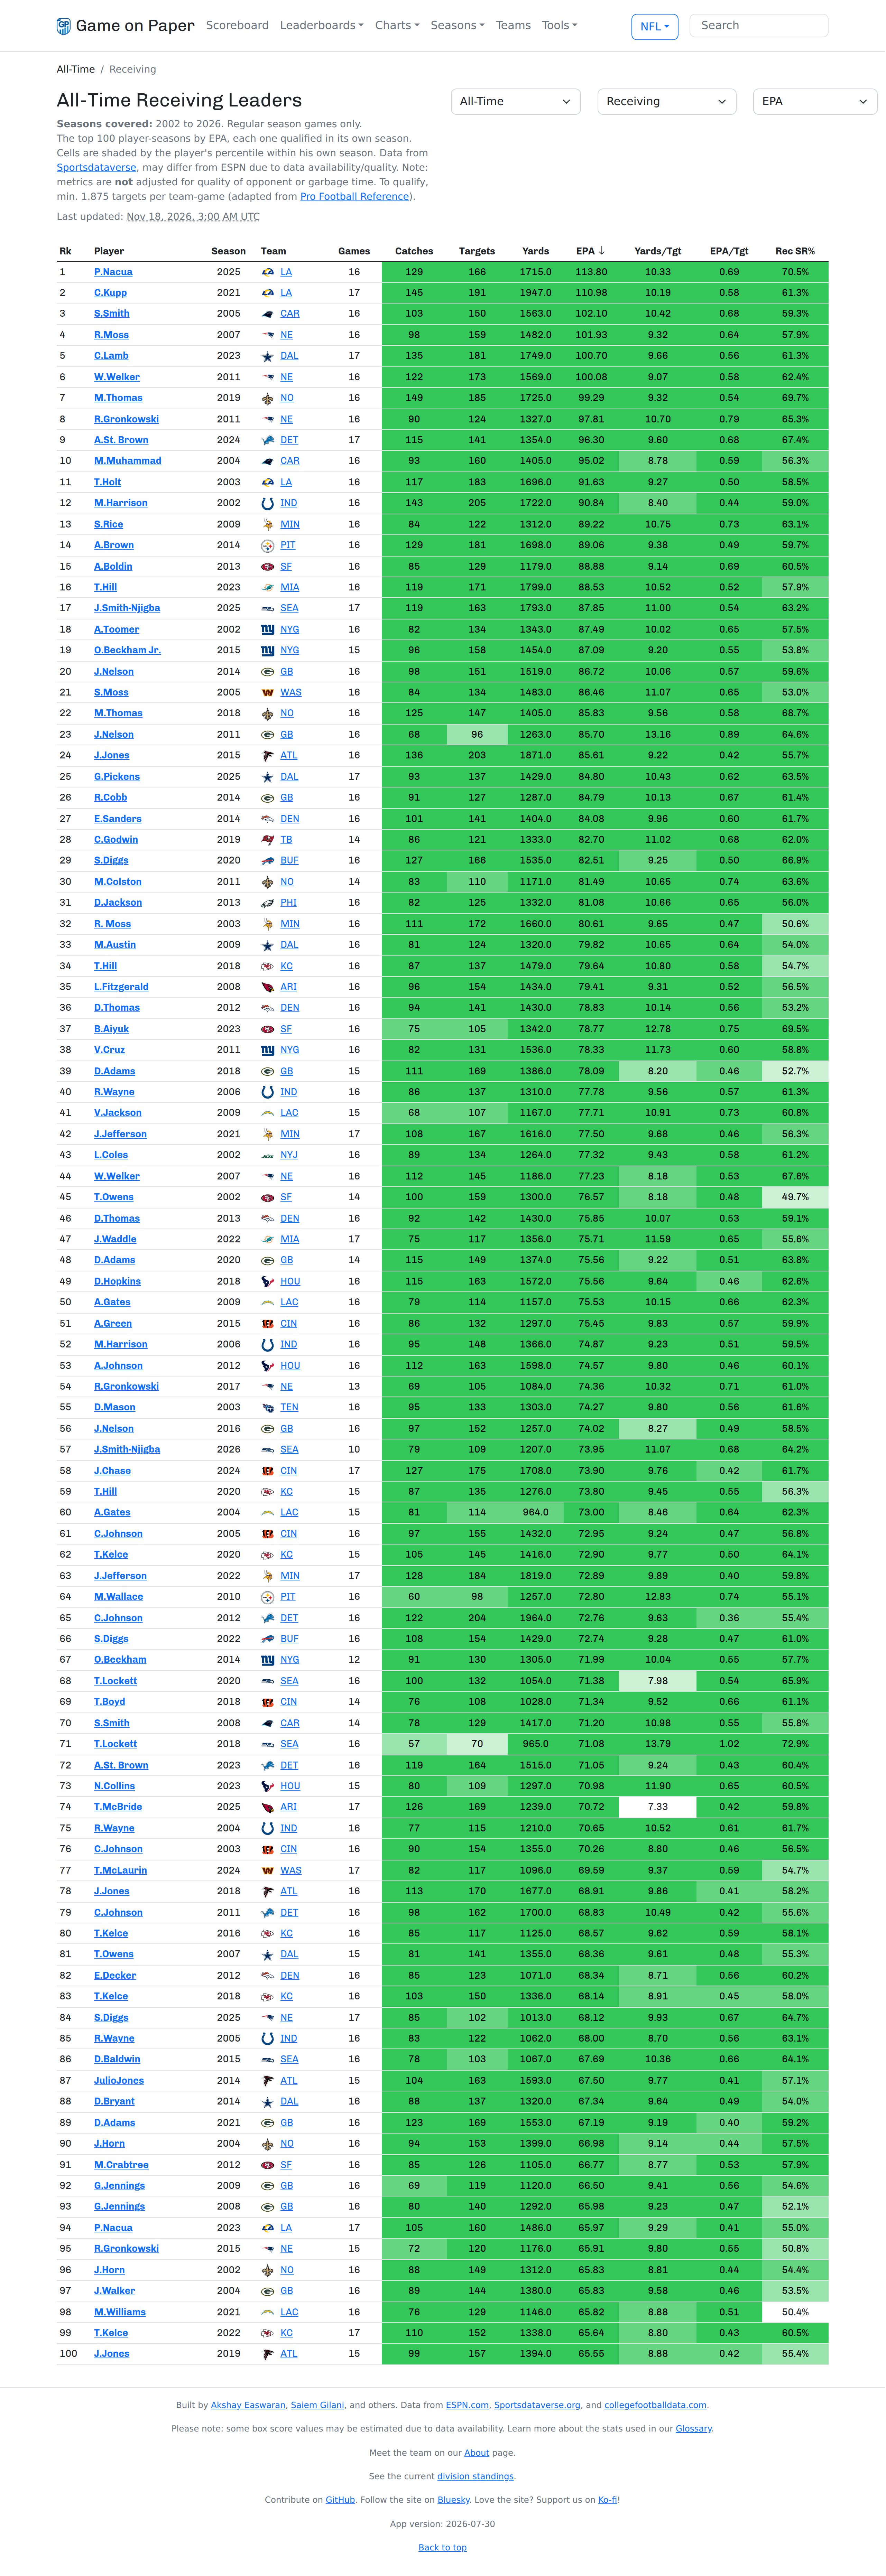 Game on Paper Scoreboard Leaderboards Charts Seasons Teams Tools NFL Search
All-Time / Receiving
All-Time Receiving Leaders All-Time Receiving EPA
Seasons covered: 2002 to 2026. Regular season games only.
The top 100 player-seasons by EPA, each one qualified in its own season.
Cells are shaded by the player's percentile within his own season. Data from
Sportsdataverse, may differ from ESPN due to data availability/quality. Note:
metrics are not adjusted for quality of opponent or garbage time. To qualify,
min. 1.875 targets per team-game (adapted from Pro Football Reference).
Last updated: Nov 18, 2026, 3:00 AM UTC
Rk Player Season Team Games Catches Targets Yards EPA ↓ Yards/Tgt EPA/Tgt Rec SR%
1 P.Nacua 2025 LA 16 129 166 1715.0 113.80 10.33 0.69 70.5%
2 C.Kupp 2021 LA 17 145 191 1947.0 110.98 10.19 0.58 61.3%
3 S.Smith 2005 CAR 16 103 150 1563.0 102.10 10.42 0.68 59.3%
4 R.Moss 2007 NE 16 98 159 1482.0 101.93 9.32 0.64 57.9%
5 C.Lamb 2023 DAL 17 135 181 1749.0 100.70 9.66 0.56 61.3%
6 W.Welker 2011 NE 16 122 173 1569.0 100.08 9.07 0.58 62.4%
7 M.Thomas 2019 NO 16 149 185 1725.0 99.29 9.32 0.54 69.7%
8 R.Gronkowski 2011 NE 16 90 124 1327.0 97.81 10.70 0.79 65.3%
9 A.St. Brown 2024 DET 17 115 141 1354.0 96.30 9.60 0.68 67.4%
10 M.Muhammad 2004 CAR 16 93 160 1405.0 95.02 8.78 0.59 56.3%
11 T.Holt 2003 LA 16 117 183 1696.0 91.63 9.27 0.50 58.5%
12 M.Harrison 2002 IND 16 143 205 1722.0 90.84 8.40 0.44 59.0%
13 S.Rice 2009 MIN 16 84 122 1312.0 89.22 10.75 0.73 63.1%
14 A.Brown 2014 PIT 16 129 181 1698.0 89.06 9.38 0.49 59.7%
15 A.Boldin 2013 SF 16 85 129 1179.0 88.88 9.14 0.69 60.5%
16 T.Hill 2023 MIA 16 119 171 1799.0 88.53 10.52 0.52 57.9%
17 J.Smith-Njigba 2025 SEA 17 119 163 1793.0 87.85 11.00 0.54 63.2%
18 A.Toomer 2002 NYG 16 82 134 1343.0 87.49 10.02 0.65 57.5%
19 O.Beckham Jr. 2015 NYG 15 96 158 1454.0 87.09 9.20 0.55 53.8%
20 J.Nelson 2014 GB 16 98 151 1519.0 86.72 10.06 0.57 59.6%
21 S.Moss 2005 WAS 16 84 134 1483.0 86.46 11.07 0.65 53.0%
22 M.Thomas 2018 NO 16 125 147 1405.0 85.83 9.56 0.58 68.7%
23 J.Nelson 2011 GB 16 68 96 1263.0 85.70 13.16 0.89 64.6%
24 J.Jones 2015 ATL 16 136 203 1871.0 85.61 9.22 0.42 55.7%
25 G.Pickens 2025 DAL 17 93 137 1429.0 84.80 10.43 0.62 63.5%
26 R.Cobb 2014 GB 16 91 127 1287.0 84.79 10.13 0.67 61.4%
27 E.Sanders 2014 DEN 16 101 141 1404.0 84.08 9.96 0.60 61.7%
28 C.Godwin 2019 TB 14 86 121 1333.0 82.70 11.02 0.68 62.0%
29 S.Diggs 2020 BUF 16 127 166 1535.0 82.51 9.25 0.50 66.9%
30 M.Colston 2011 NO 14 83 110 1171.0 81.49 10.65 0.74 63.6%
31 D.Jackson 2013 PHI 16 82 125 1332.0 81.08 10.66 0.65 56.0%
32 R. Moss 2003 MIN 16 111 172 1660.0 80.61 9.65 0.47 50.6%
33 M.Austin 2009 DAL 16 81 124 1320.0 79.82 10.65 0.64 54.0%
34 T.Hill 2018 KC 16 87 137 1479.0 79.64 10.80 0.58 54.7%
35 L.Fitzgerald 2008 ARI 16 96 154 1434.0 79.41 9.31 0.52 56.5%
36 D.Thomas 2012 DEN 16 94 141 1430.0 78.83 10.14 0.56 53.2%
37 B.Aiyuk 2023 SF 16 75 105 1342.0 78.77 12.78 0.75 69.5%
38 V.Cruz 2011 NYG 16 82 131 1536.0 78.33 11.73 0.60 58.8%
39 D.Adams 2018 GB 15 111 169 1386.0 78.09 8.20 0.46 52.7%
40 R.Wayne 2006 IND 16 86 137 1310.0 77.78 9.56 0.57 61.3%
41 V.Jackson 2009 LAC 15 68 107 1167.0 77.71 10.91 0.73 60.8%
42 J.Jefferson 2021 MIN 17 108 167 1616.0 77.50 9.68 0.46 56.3%
43 L.Coles 2002 NYJ 16 89 134 1264.0 77.32 9.43 0.58 61.2%
44 W.Welker 2007 NE 16 112 145 1186.0 77.23 8.18 0.53 67.6%
45 T.Owens 2002 SF 14 100 159 1300.0 76.57 8.18 0.48 49.7%
46 D.Thomas 2013 DEN 16 92 142 1430.0 75.85 10.07 0.53 59.1%
47 J.Waddle 2022 MIA 17 75 117 1356.0 75.71 11.59 0.65 55.6%
48 D.Adams 2020 GB 14 115 149 1374.0 75.56 9.22 0.51 63.8%
49 D.Hopkins 2018 HOU 16 115 163 1572.0 75.56 9.64 0.46 62.6%
50 A.Gates 2009 LAC 16 79 114 1157.0 75.53 10.15 0.66 62.3%
51 A.Green 2015 CIN 16 86 132 1297.0 75.45 9.83 0.57 59.9%
52 M.Harrison 2006 IND 16 95 148 1366.0 74.87 9.23 0.51 59.5%
53 A.Johnson 2012 HOU 16 112 163 1598.0 74.57 9.80 0.46 60.1%
54 R.Gronkowski 2017 NE 13 69 105 1084.0 74.36 10.32 0.71 61.0%
55 D.Mason 2003 TEN 16 95 133 1303.0 74.27 9.80 0.56 61.6%
56 J.Nelson 2016 GB 16 97 152 1257.0 74.02 8.27 0.49 58.5%
57 J.Smith-Njigba 2026 SEA 10 79 109 1207.0 73.95 11.07 0.68 64.2%
58 J.Chase 2024 CIN 17 127 175 1708.0 73.90 9.76 0.42 61.7%
59 T.Hill 2020 KC 15 87 135 1276.0 73.80 9.45 0.55 56.3%
60 A.Gates 2004 LAC 15 81 114 964.0 73.00 8.46 0.64 62.3%
61 C.Johnson 2005 CIN 16 97 155 1432.0 72.95 9.24 0.47 56.8%
62 T.Kelce 2020 KC 15 105 145 1416.0 72.90 9.77 0.50 64.1%
63 J.Jefferson 2022 MIN 17 128 184 1819.0 72.89 9.89 0.40 59.8%
64 M.Wallace 2010 PIT 16 60 98 1257.0 72.80 12.83 0.74 55.1%
65 C.Johnson 2012 DET 16 122 204 1964.0 72.76 9.63 0.36 55.4%
66 S.Diggs 2022 BUF 16 108 154 1429.0 72.74 9.28 0.47 61.0%
67 O.Beckham 2014 NYG 12 91 130 1305.0 71.99 10.04 0.55 57.7%
68 T.Lockett 2020 SEA 16 100 132 1054.0 71.38 7.98 0.54 65.9%
69 T.Boyd 2018 CIN 14 76 108 1028.0 71.34 9.52 0.66 61.1%
70 S.Smith 2008 CAR 14 78 129 1417.0 71.20 10.98 0.55 55.8%
71 T.Lockett 2018 SEA 16 57 70 965.0 71.08 13.79 1.02 72.9%
72 A.St. Brown 2023 DET 16 119 164 1515.0 71.05 9.24 0.43 60.4%
73 N.Collins 2023 HOU 15 80 109 1297.0 70.98 11.90 0.65 60.5%
74 T.McBride 2025 ARI 17 126 169 1239.0 70.72 7.33 0.42 59.8%
75 R.Wayne 2004 IND 16 77 115 1210.0 70.65 10.52 0.61 61.7%
76 C.Johnson 2003 CIN 16 90 154 1355.0 70.26 8.80 0.46 56.5%
77 T.McLaurin 2024 WAS 17 82 117 1096.0 69.59 9.37 0.59 54.7%
78 J.Jones 2018 ATL 16 113 170 1677.0 68.91 9.86 0.41 58.2%
79 C.Johnson 2011 DET 16 98 162 1700.0 68.83 10.49 0.42 55.6%
80 T.Kelce 2016 KC 16 85 117 1125.0 68.57 9.62 0.59 58.1%
81 T.Owens 2007 DAL 15 81 141 1355.0 68.36 9.61 0.48 55.3%
82 E.Decker 2012 DEN 16 85 123 1071.0 68.34 8.71 0.56 60.2%
83 T.Kelce 2018 KC 16 103 150 1336.0 68.14 8.91 0.45 58.0%
84 S.Diggs 2025 NE 17 85 102 1013.0 68.12 9.93 0.67 64.7%
85 R.Wayne 2005 IND 16 83 122 1062.0 68.00 8.70 0.56 63.1%
86 D.Baldwin 2015 SEA 16 78 103 1067.0 67.69 10.36 0.66 64.1%
87 JulioJones 2014 ATL 15 104 163 1593.0 67.50 9.77 0.41 57.1%
88 D.Bryant 2014 DAL 16 88 137 1320.0 67.34 9.64 0.49 54.0%
89 D.Adams 2021 GB 16 123 169 1553.0 67.19 9.19 0.40 59.2%
90 J.Horn 2004 NO 16 94 153 1399.0 66.98 9.14 0.44 57.5%
91 M.Crabtree 2012 SF 16 85 126 1105.0 66.77 8.77 0.53 57.9%
92 G.Jennings 2009 GB 16 69 119 1120.0 66.50 9.41 0.56 54.6%
93 G.Jennings 2008 GB 16 80 140 1292.0 65.98 9.23 0.47 52.1%
94 P.Nacua 2023 LA 17 105 160 1486.0 65.97 9.29 0.41 55.0%
95 R.Gronkowski 2015 NE 15 72 120 1176.0 65.91 9.80 0.55 50.8%
96 J.Horn 2002 NO 16 88 149 1312.0 65.83 8.81 0.44 54.4%
97 J.Walker 2004 GB 16 89 144 1380.0 65.83 9.58 0.46 53.5%
98 M.Williams 2021 LAC 16 76 129 1146.0 65.82 8.88 0.51 50.4%
99 T.Kelce 2022 KC 17 110 152 1338.0 65.64 8.80 0.43 60.5%
100 J.Jones 2019 ATL 15 99 157 1394.0 65.55 8.88 0.42 55.4%
Built by Akshay Easwaran, Saiem Gilani, and others. Data from ESPN.com, Sportsdataverse.org, and collegefootballdata.com.
Please note: some box score values may be estimated due to data availability. Learn more about the stats used in our Glossary.
Meet the team on our About page.
See the current division standings.
Contribute on GitHub. Follow the site on Bluesky. Love the site? Support us on Ko-fi!
App version: 2026-07-30
Back to top